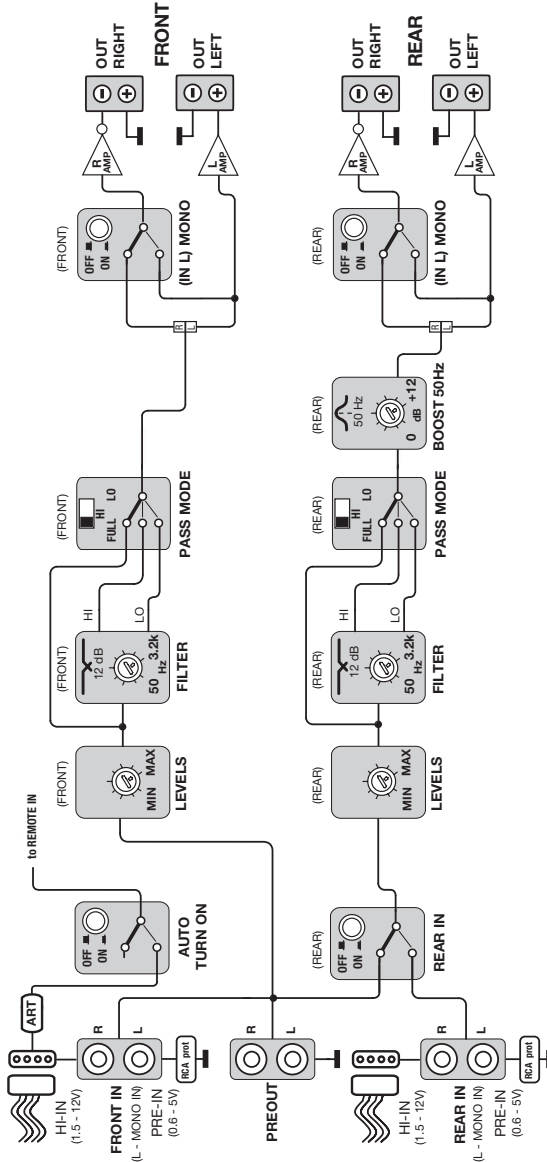 OUT
RIGHT
FRONT
OUT
LEFT
R
AMP
L
AMP
(FRONT)
OFF
ON
(IN L) MONO
R
L
(FRONT)
HI
FULL
LO
PASS MODE
HI
LO
(FRONT)
12 dB
50 3.2k
Hz
FILTER
(FRONT)
MIN MAX
LEVELS
to REMOTE IN
OFF
ON
AUTO
TURN ON
ART
HI-IN
(1.5 - 12V)
R
L
FRONT IN
(L - MONO IN)
PRE-IN
(0.6 - 5V)
RCA prot
R
L
PREOUT
OUT
RIGHT
REAR
OUT
LEFT
R
AMP
L
AMP
(REAR)
OFF
ON
(IN L) MONO
R
L
(REAR)
50 Hz
0 +12
dB
BOOST 50Hz
(REAR)
HI
FULL
LO
PASS MODE
HI
LO
(REAR)
12 dB
50 3.2k
Hz
FILTER
(REAR)
MIN MAX
LEVELS
(REAR)
OFF
ON
REAR IN
HI-IN
(1.5 - 12V)
R
L
REAR IN
(L - MONO IN)
PRE-IN
(0.6 - 5V)
RCA prot